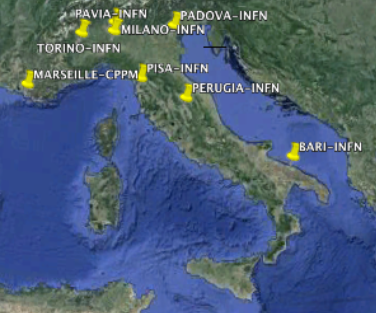 PAVIA-INFN
PADOVA-INFN
MILANO-INFN
TORINO-INFN
MARSEILLE-CPPM
PISA-INFN
PERUGIA-INFN
BARI-INFN